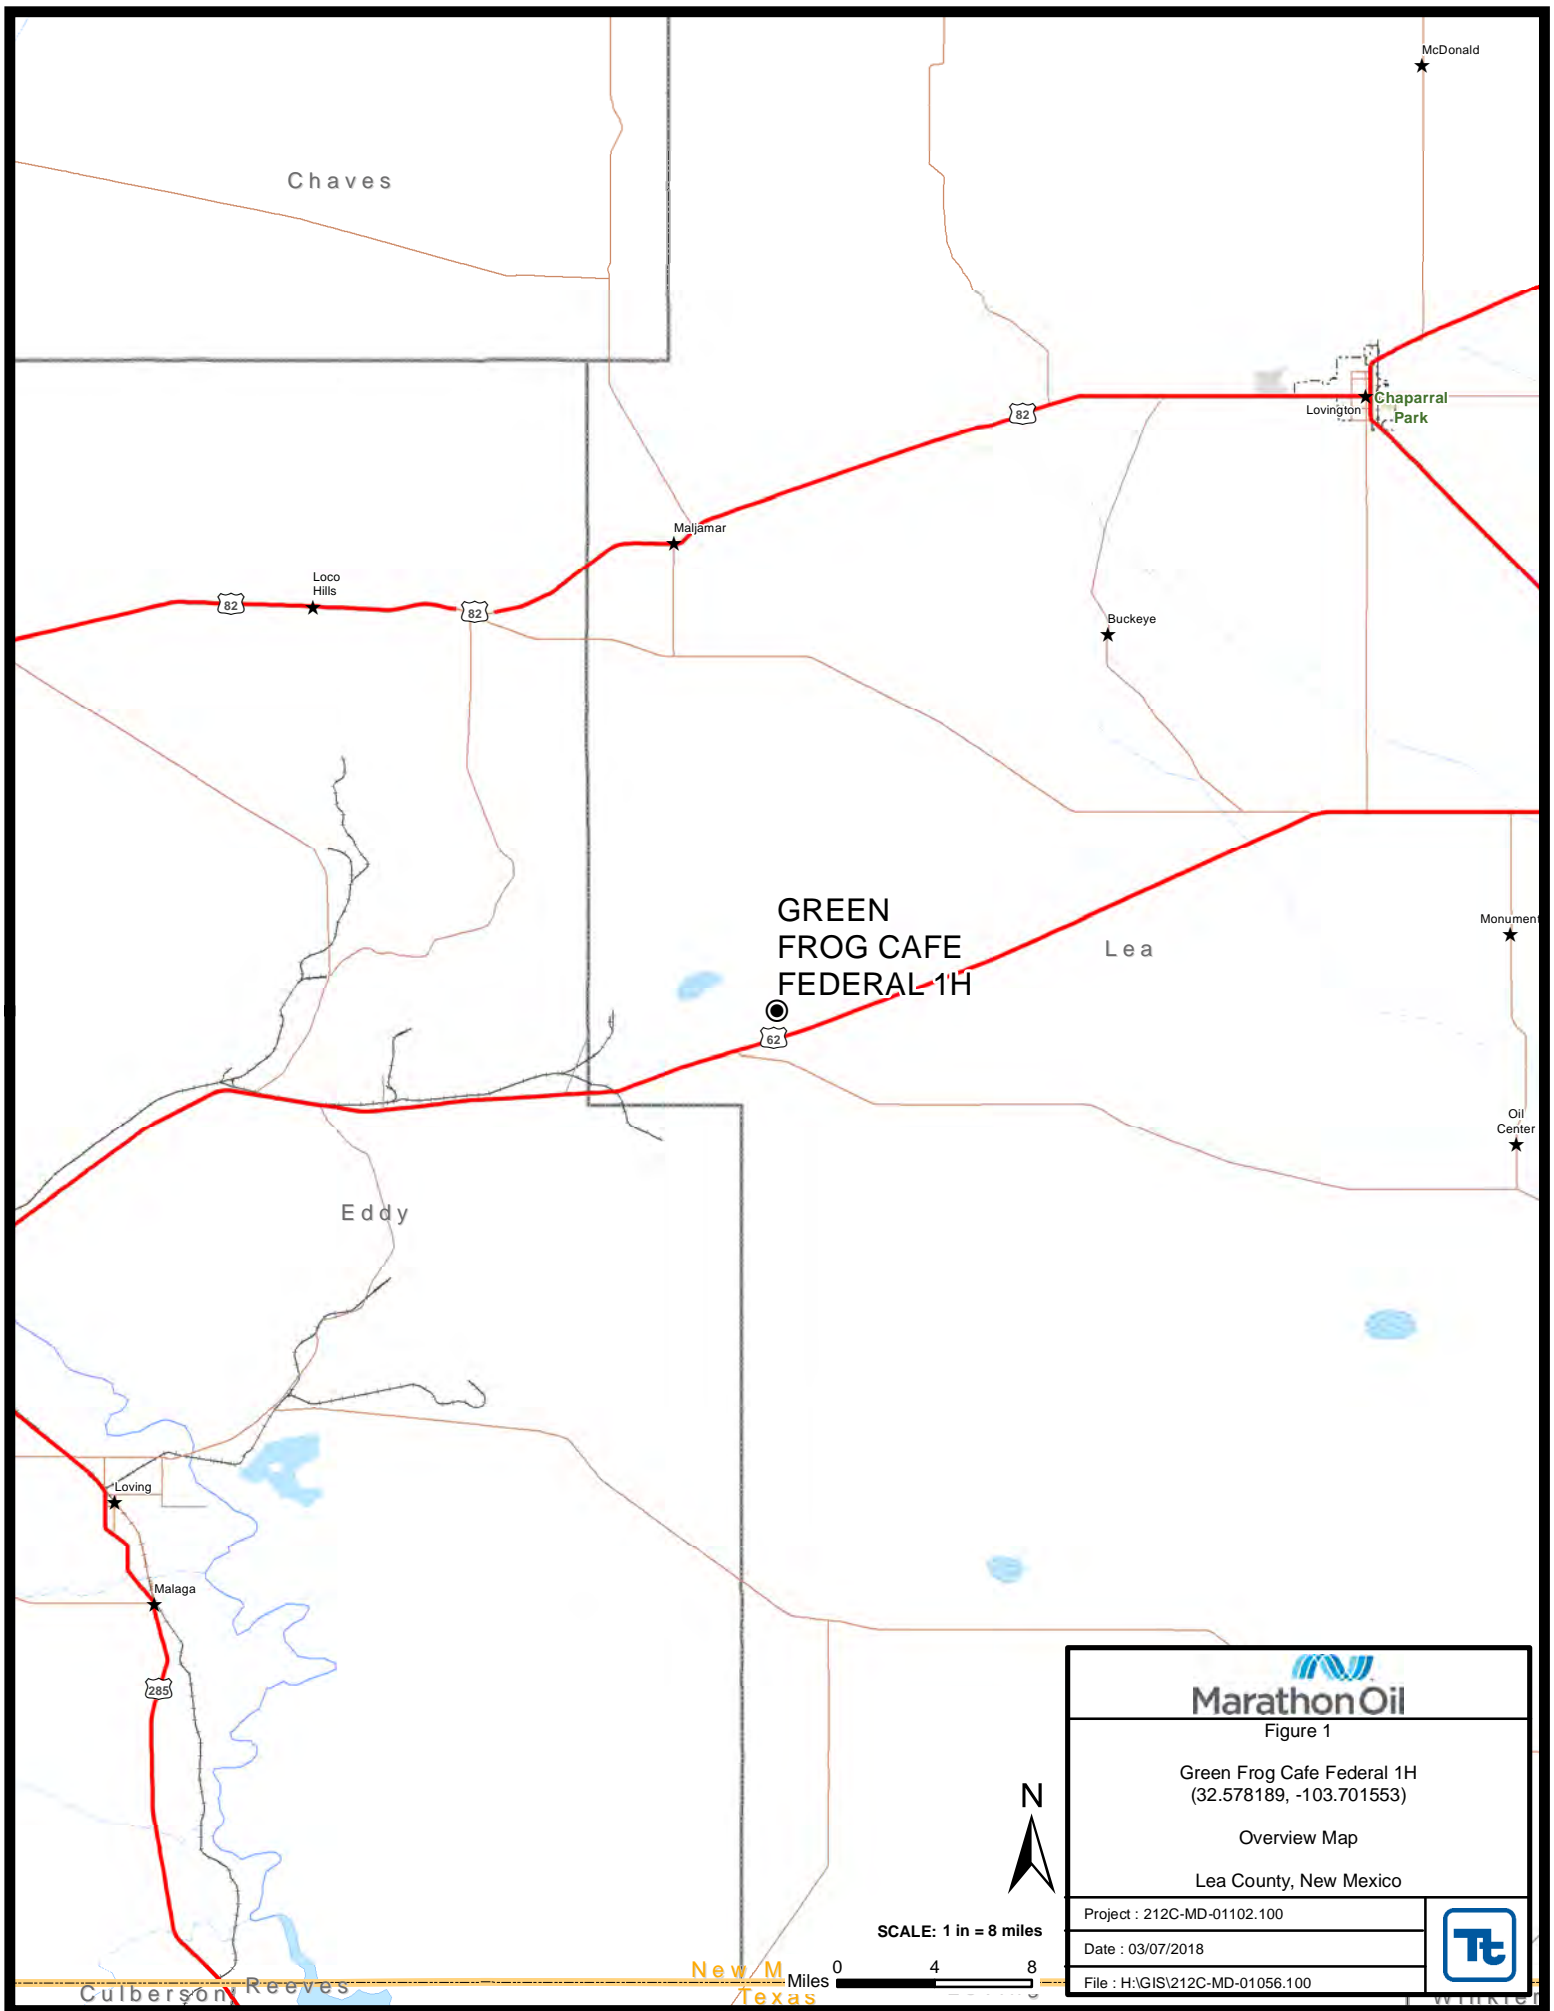 McDonald
Chaves
82
Lovington
Chaparral
Park
Maljamar
Loco
Hills
82
82
Buckeye
GREEN
FROG CAFE
FEDERAL 1H
Lea
Monument
62
Oil
Center
Eddy
Loving
Malaga
285
Marathon Oil
Figure 1
Green Frog Cafe Federal 1H
(32.578189, -103.701553)
Overview Map
Lea County, New Mexico
Project : 212C-MD-01102.100
Date : 03/07/2018
File : H:\GIS\212C-MD-01056.100
Tt
N
SCALE: 1 in = 8 miles
Miles
0 4 8
New M
Texas
Culberson
Reeves
Winkler